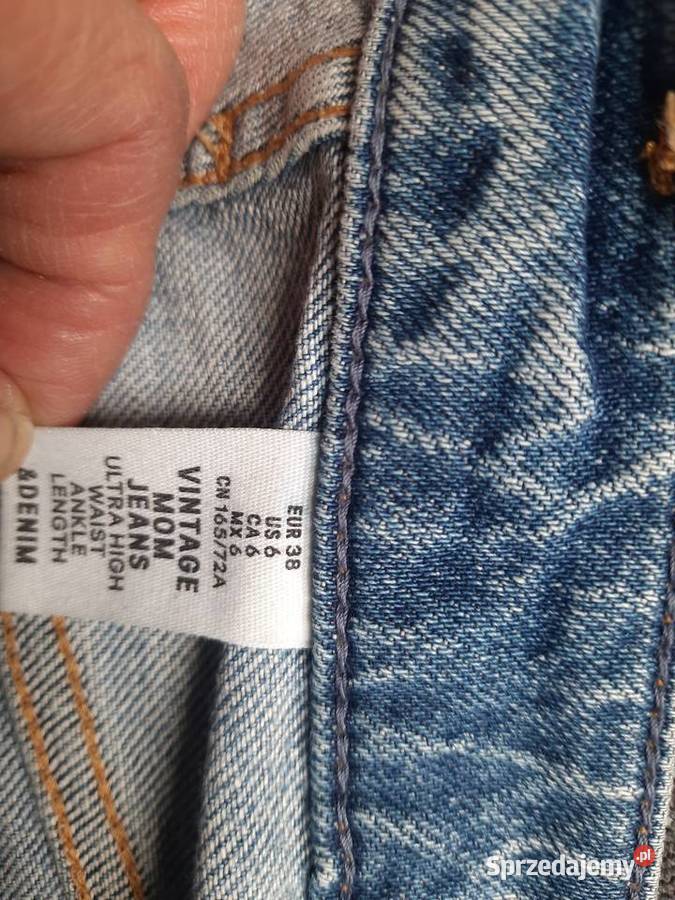 EUR 38
US 6
CA 6
MX 6
CN 165/72A
VINTAGE
MOM
JEANS
ULTRA HIGH
WAIST
ANKLE
LENGTH
&DENIM
Sprzedajemy.pl